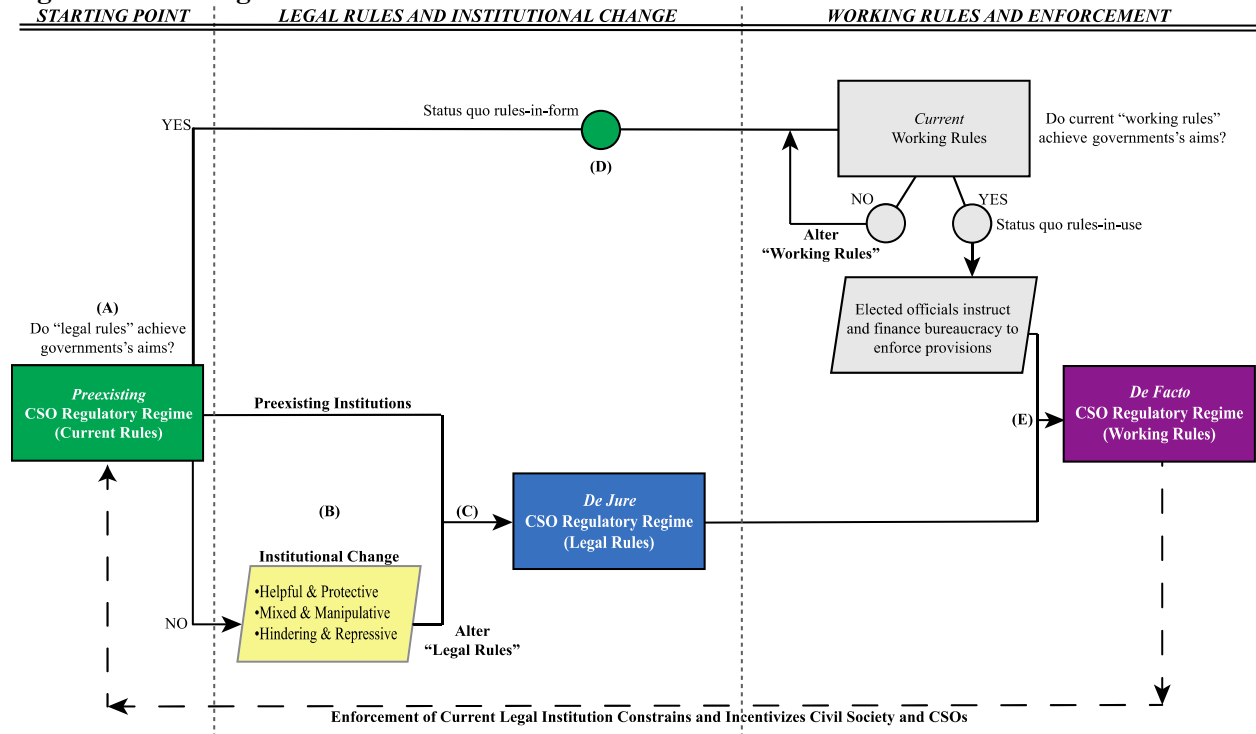 STARTING POINT
LEGAL RULES AND INSTITUTIONAL CHANGE
WORKING RULES AND ENFORCEMENT
YES
Status quo rules-in-form
(D)
Current
Working Rules
Do current “working rules”
achieve governments’s aims?
NO
YES
Alter
“Working Rules”
Status quo rules-in-use
Elected officials instruct
and finance bureaucracy to
enforce provisions
(A)
Do “legal rules” achieve
governments’s aims?
Preexisting
CSO Regulatory Regime
(Current Rules)
Preexisting Institutions
(B)
(C)
De Jure
CSO Regulatory Regime
(Legal Rules)
(E)
De Facto
CSO Regulatory Regime
(Working Rules)
Institutional Change
•Helpful & Protective
•Mixed & Manipulative
•Hindering & Repressive
NO
Alter
“Legal Rules”
Enforcement of Current Legal Institution Constrains and Incentivizes Civil Society and CSOs